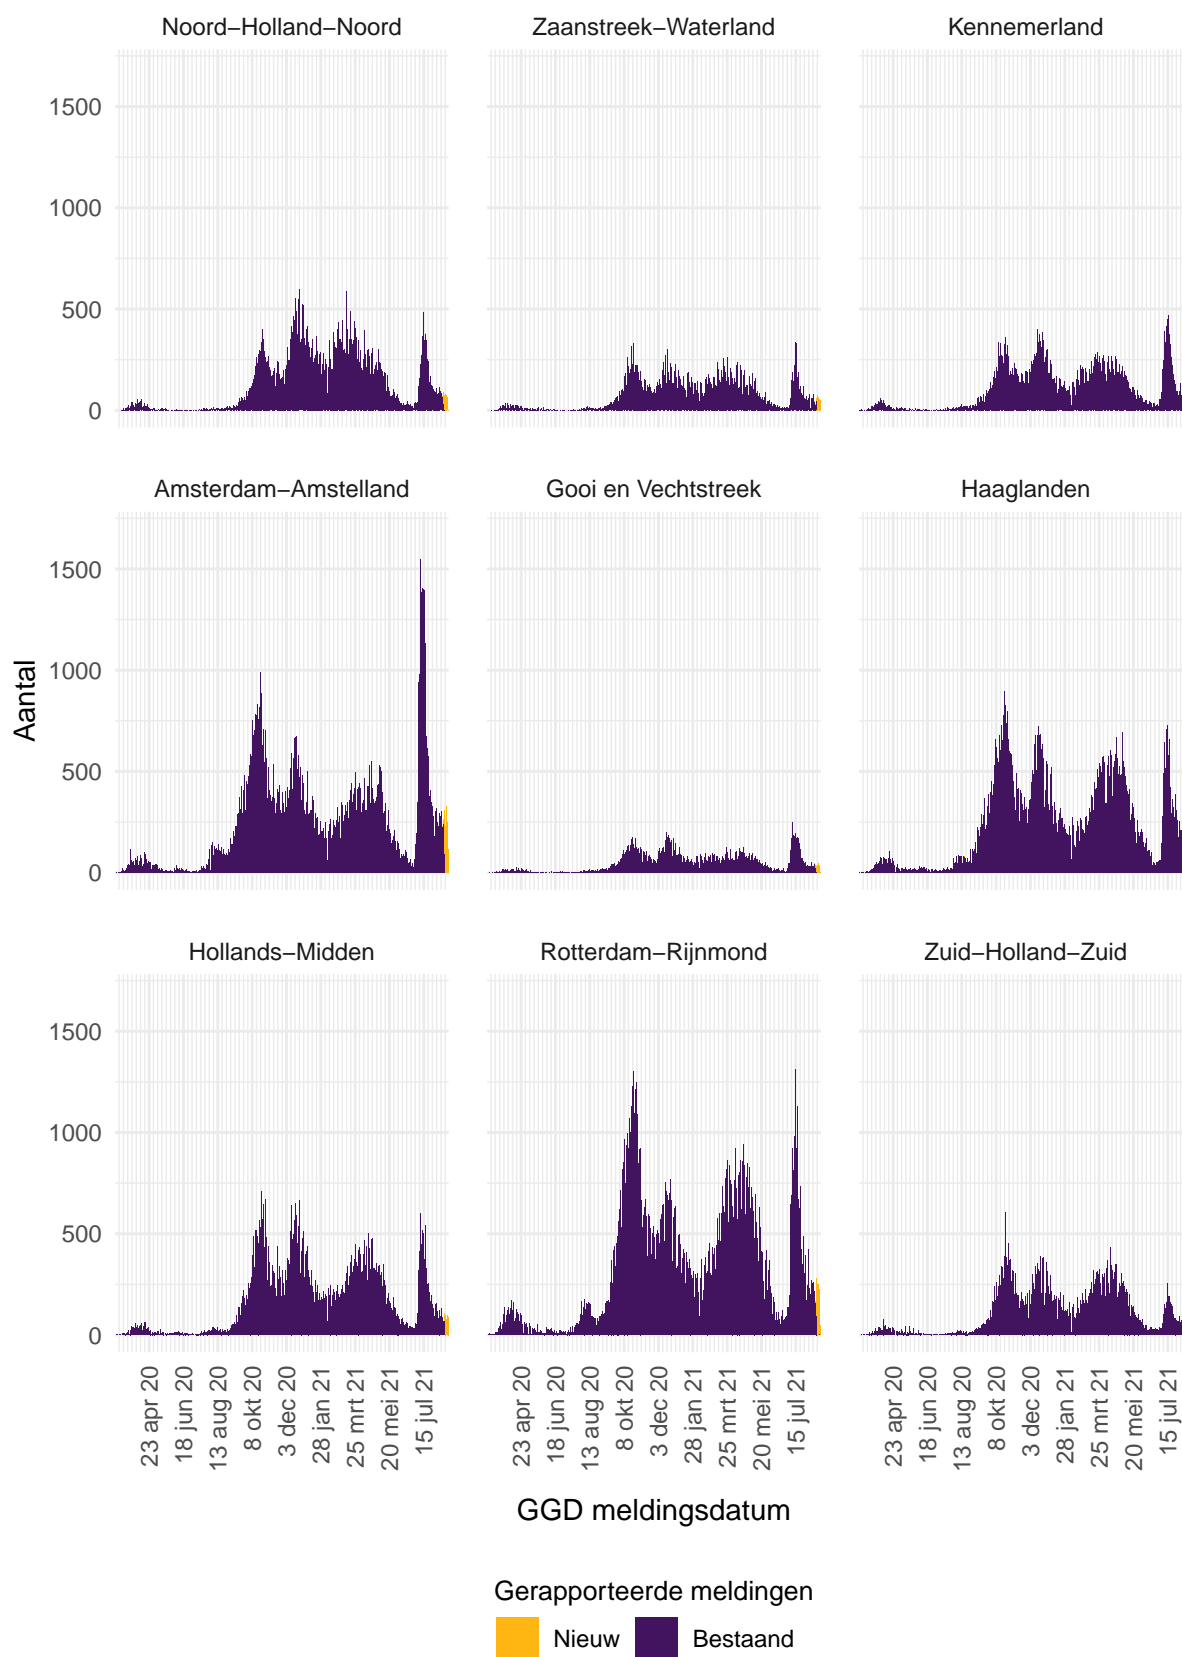 Noord−Holland−Noord
Zaanstreek−Waterland
Kennemerland
1500
1000
500
0
Amsterdam−Amstelland
Gooi en Vechtstreek
Haaglanden
1500
1000
500
0
Aantal
Hollands−Midden
Rotterdam−Rijnmond
Zuid−Holland−Zuid
1500
1000
500
0
23 apr 20
18 jun 20
13 aug 20
8 okt 20
3 dec 20
28 jan 21
25 mrt 21
20 mei 21
15 jul 21
23 apr 20
18 jun 20
13 aug 20
8 okt 20
3 dec 20
28 jan 21
25 mrt 21
20 mei 21
15 jul 21
23 apr 20
18 jun 20
13 aug 20
8 okt 20
3 dec 20
28 jan 21
25 mrt 21
20 mei 21
15 jul 21
GGD meldingsdatum
Gerapporteerde meldingen
Nieuw
Bestaand